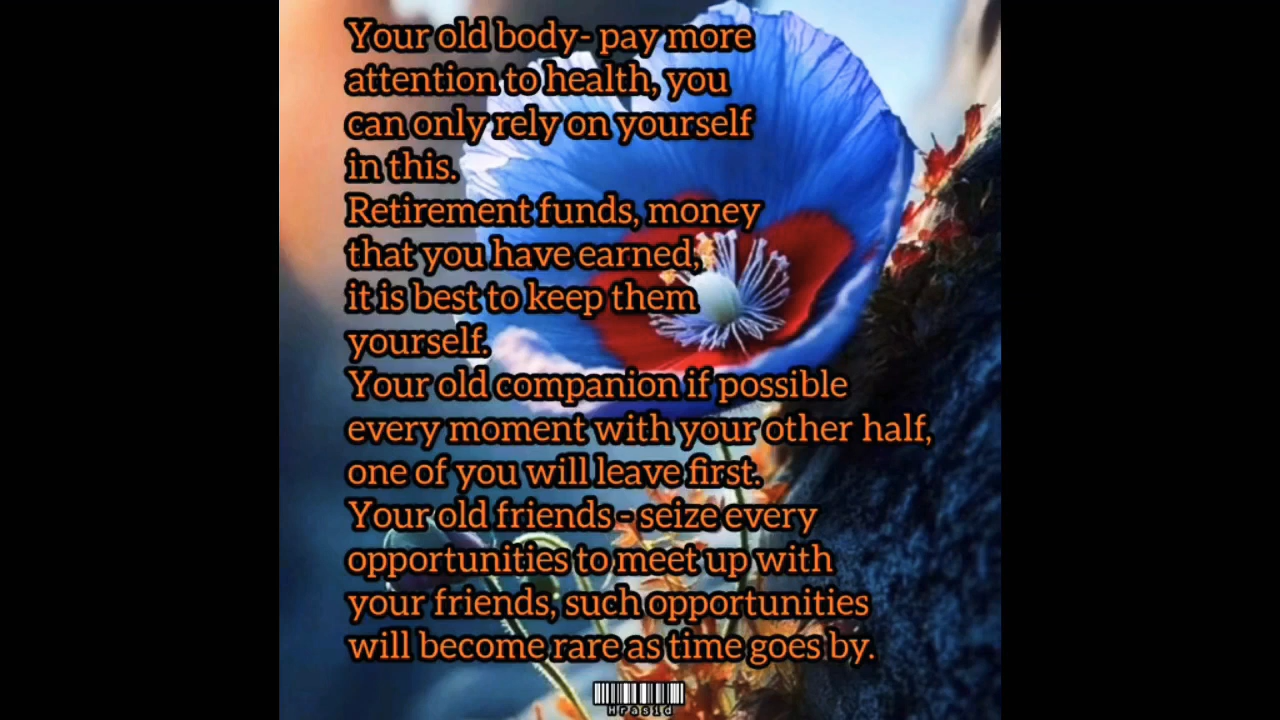 Your old body- pay more
attention to health, you
can only rely on yourself
in this.
Retirement funds, money
that you have earned,
it is best to keep them
yourself.
Your old companion if possible
every moment with your other half,
one of you will leave first.
Your old friends - seize every
opportunities to meet up with
your friends, such opportunities
will become rare as time goes by.
Hrasid